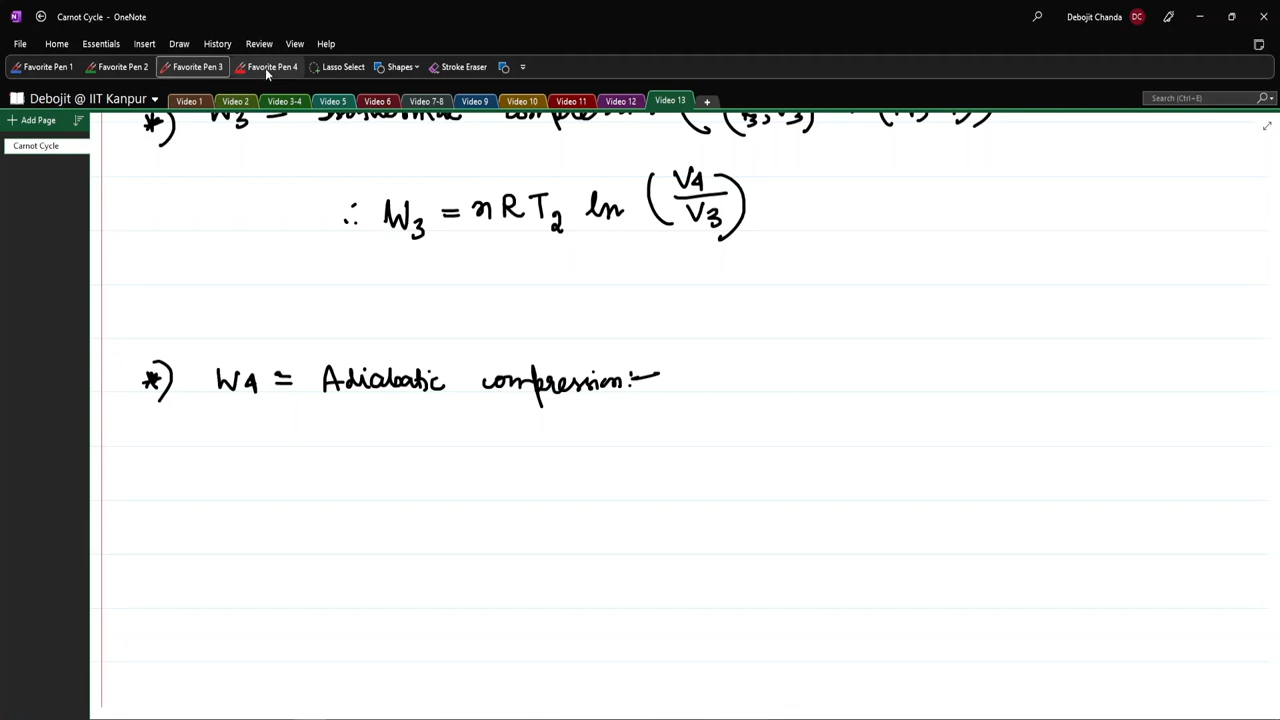 Carnot Cycle - OneNote
Debojit Chanda DC
File Home Essentials Insert Draw History Review View Help
Favorite Pen 1 Favorite Pen 2 Favorite Pen 3 Favorite Pen 4 Lasso Select Shapes Stroke Eraser
Debojit @ IIT Kanpur Video 1 Video 2 Video 3-4 Video 5 Video 6 Video 7-8 Video 9 Video 10 Video 11 Video 12 Video 13 + Search (Ctrl+E)
+ Add Page
Carnot Cycle
*) W3 =
∴ W3 = nRT2 ln (V4/V3)
*) W4 = Adiabatic compression:-